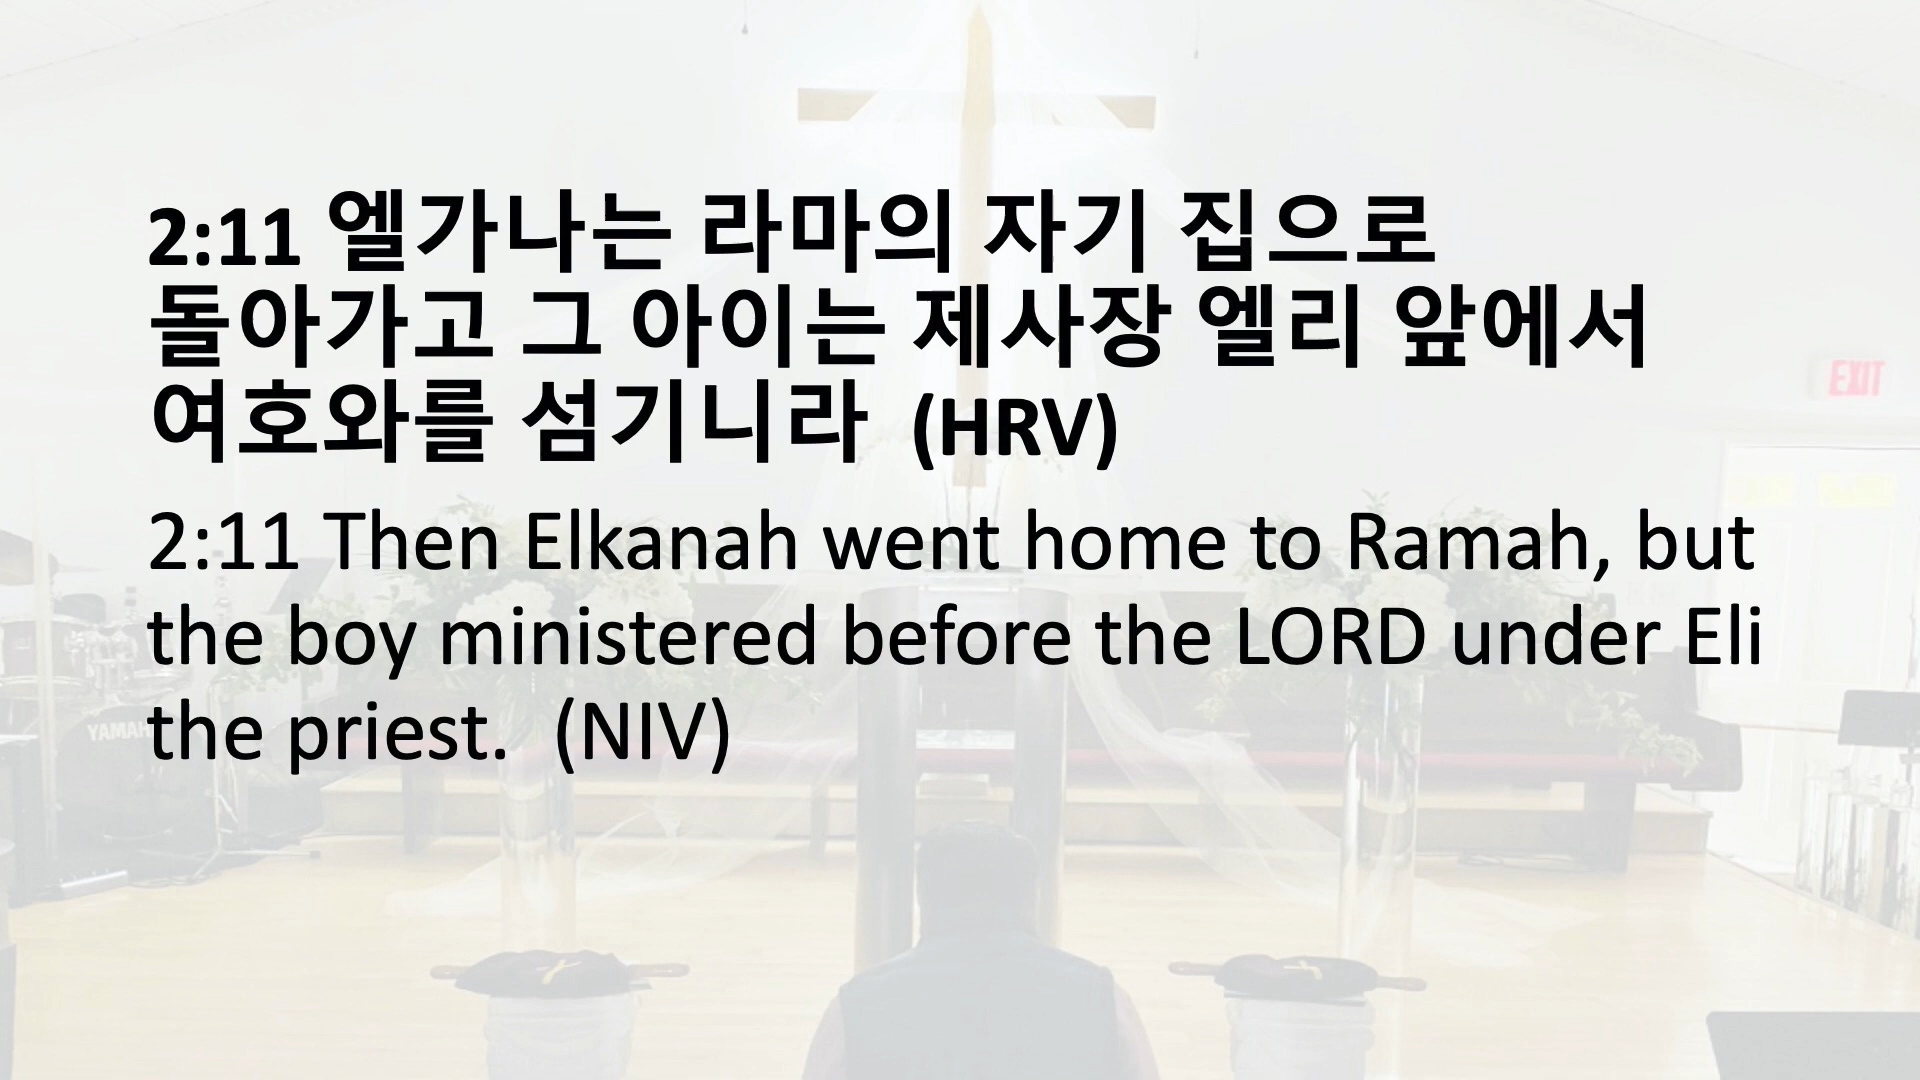 2:11 엘가나는 라마의 자기 집으로
돌아가고 그 아이는 제사장 엘리 앞에서
여호와를 섬기니라  (HRV)
2:11 Then Elkanah went home to Ramah, but
the boy ministered before the LORD under Eli
the priest.  (NIV)
EXIT
YAMAHA